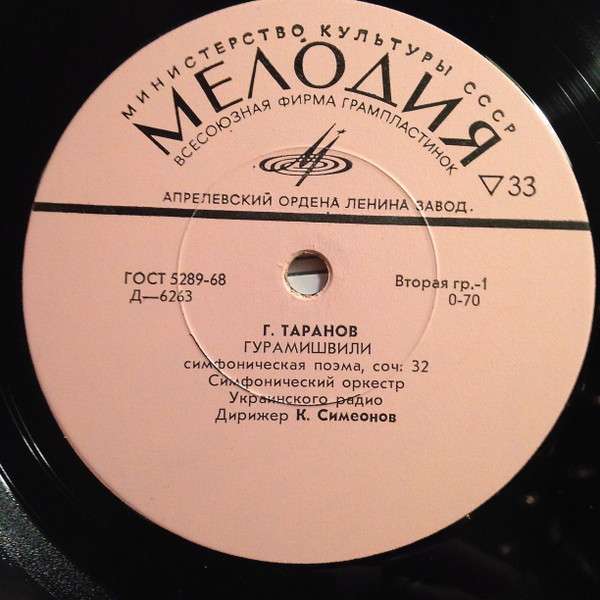 МИНИСТЕРСТВО КУЛЬТУРЫ СССР
МЕЛОДИЯ
ВСЕСОЮЗНАЯ ФИРМА ГРАМПЛАСТИНОК
▽33
АПРЕЛЕВСКИЙ ОРДЕНА ЛЕНИНА ЗАВОД.
ГОСТ 5289-68
Д—6263
Вторая гр.-1
0-70
Г. ТАРАНОВ
ГУРАМИШВИЛИ
симфоническая поэма, соч: 32
Симфонический оркестр
Украинского радио
Дирижер К. Симеонов